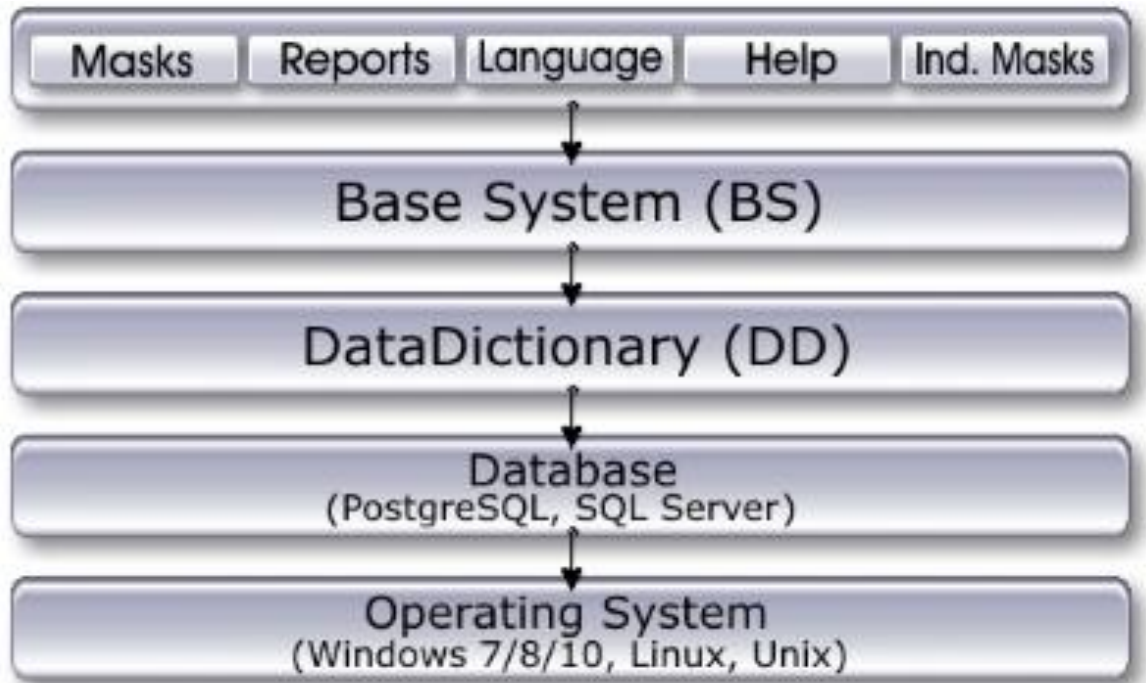 Masks Reports Language Help Ind. Masks
Base System (BS)
DataDictionary (DD)
Database
(PostgreSQL, SQL Server)
Operating System
(Windows 7/8/10, Linux, Unix)